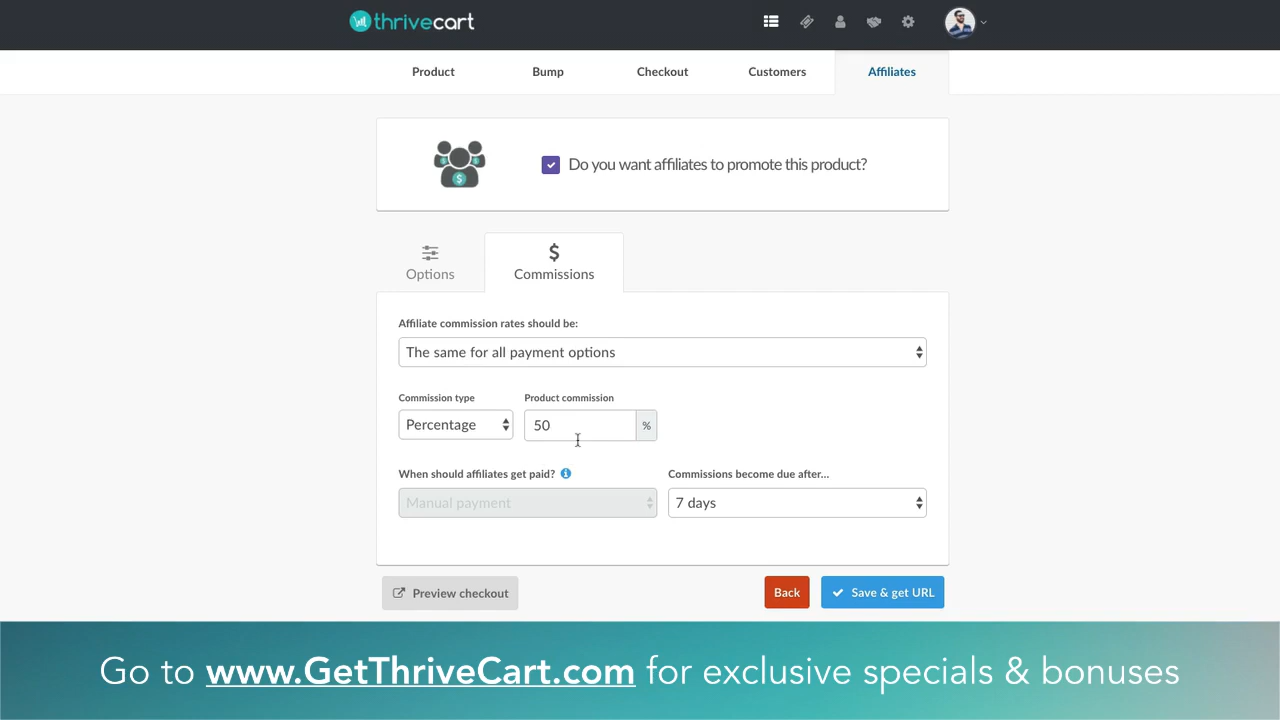 thrivecart
Product Bump Checkout Customers Affiliates
Do you want affiliates to promote this product?
Options
$
Commissions
Affiliate commission rates should be:
The same for all payment options
Commission type Product commission
Percentage 50 %
When should affiliates get paid? Commissions become due after...
Manual payment 7 days
Preview checkout Back Save & get URL
Go to www.GetThriveCart.com for exclusive specials & bonuses